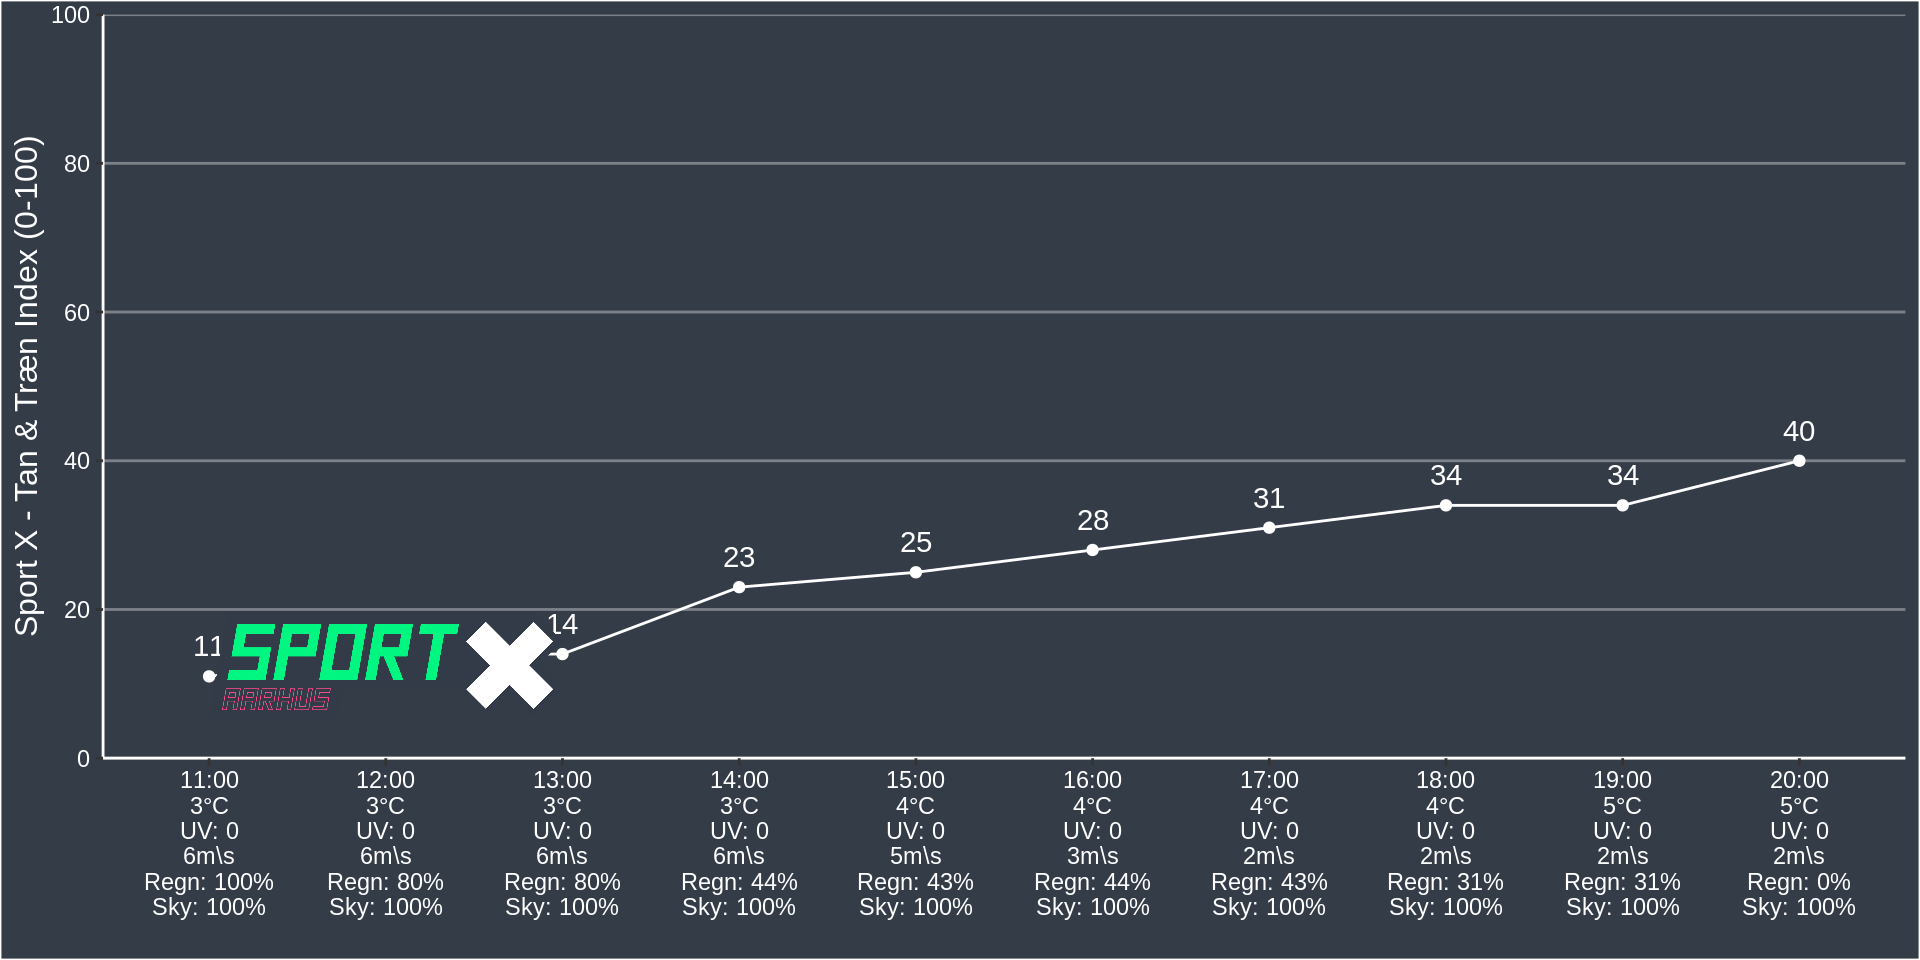 Sport X - Tan & Træn Index (0-100)
100
80
60
40
20
0
11
14
23
25
28
31
34
34
40
SPORT X
AARHUS
11:00 12:00 13:00 14:00 15:00 16:00 17:00 18:00 19:00 20:00
3°C 3°C 3°C 3°C 4°C 4°C 4°C 4°C 5°C 5°C
UV: 0 UV: 0 UV: 0 UV: 0 UV: 0 UV: 0 UV: 0 UV: 0 UV: 0 UV: 0
6m\s 6m\s 6m\s 6m\s 5m\s 3m\s 2m\s 2m\s 2m\s 2m\s
Regn: 100% Regn: 80% Regn: 80% Regn: 44% Regn: 43% Regn: 44% Regn: 43% Regn: 31% Regn: 31% Regn: 0%
Sky: 100% Sky: 100% Sky: 100% Sky: 100% Sky: 100% Sky: 100% Sky: 100% Sky: 100% Sky: 100% Sky: 100%